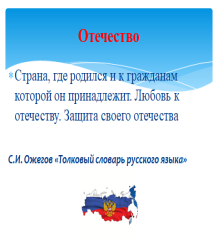 Отечество
*Страна, где родился и к гражданам
которой он принадлежит. Любовь к
отечеству. Защита своего отечества
С.И. Ожегов «Толковый словарь русского языка»